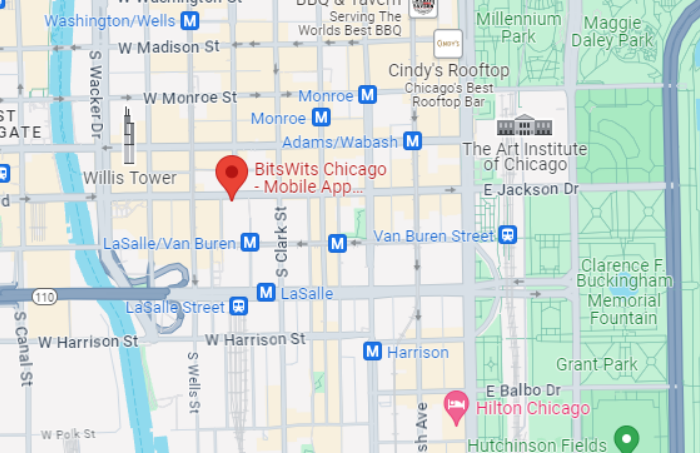 W Washington St
BBQ & Tavern
Washington/Wells
Serving The
Worlds Best BBQ
Millennium
Park
Maggie
Daley Park
W Madison St
Cindy's Rooftop
Chicago's Best
Rooftop Bar
S Wacker Dr
W Monroe St
Monroe
Monroe
Adams/Wabash
ST
GATE
The Art Institute
of Chicago
Willis Tower
BitsWits Chicago
- Mobile App...
E Jackson Dr
d
S Clark St
LaSalle/Van Buren
Van Buren Street
Clarence F.
Buckingham
Memorial
Fountain
110
LaSalle
LaSalle Street
S Canal St
W Harrison St
W Harrison St
Harrison
S Wells St
Grant Park
E Balbo Dr
Hilton Chicago
sh Ave
W Polk St
Hutchinson Fields